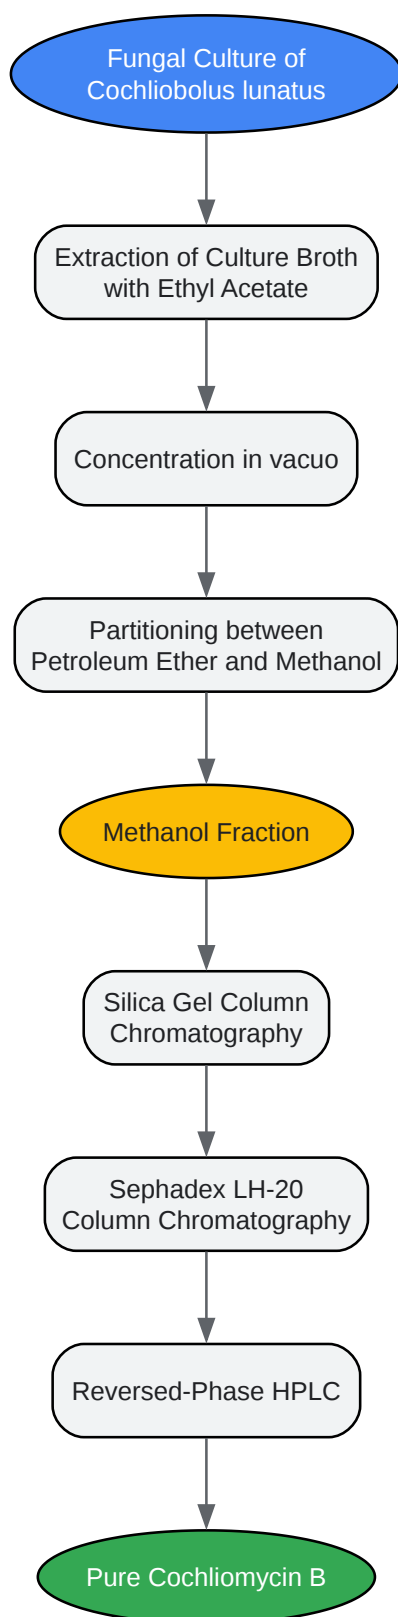 Fungal Culture of
Cochliobolus lunatus
Extraction of Culture Broth
with Ethyl Acetate
Concentration in vacuo
Partitioning between
Petroleum Ether and Methanol
Methanol Fraction
Silica Gel Column
Chromatography
Sephadex LH-20
Column Chromatography
Reversed-Phase HPLC
Pure Cochliomycin B